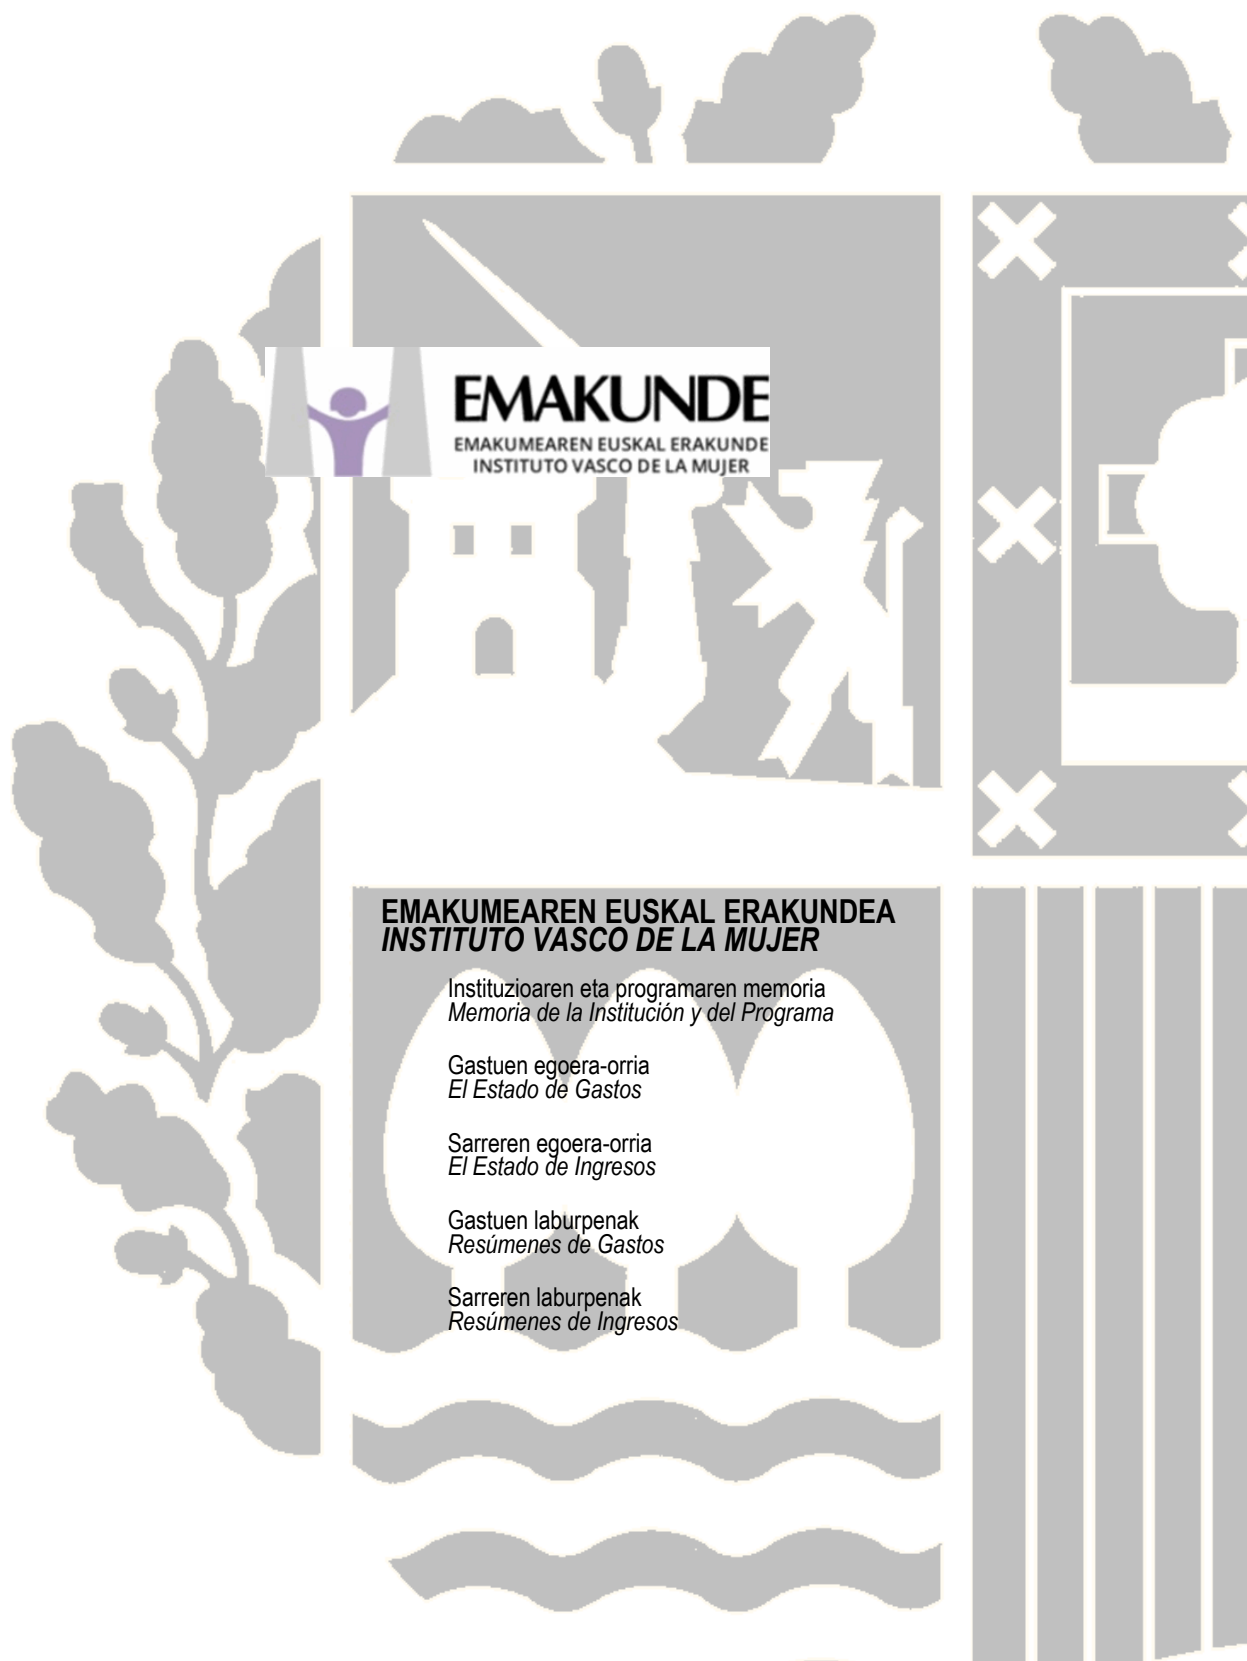 EMAKUNDE
EMAKUMEAREN EUSKAL ERAKUNDE
INSTITUTO VASCO DE LA MUJER
EMAKUMEAREN EUSKAL ERAKUNDEA
INSTITUTO VASCO DE LA MUJER
Instituzioaren eta programaren memoria
Memoria de la Institución y del Programa
Gastuen egoera-orria
El Estado de Gastos
Sarreren egoera-orria
El Estado de Ingresos
Gastuen laburpenak
Resúmenes de Gastos
Sarreren laburpenak
Resúmenes de Ingresos